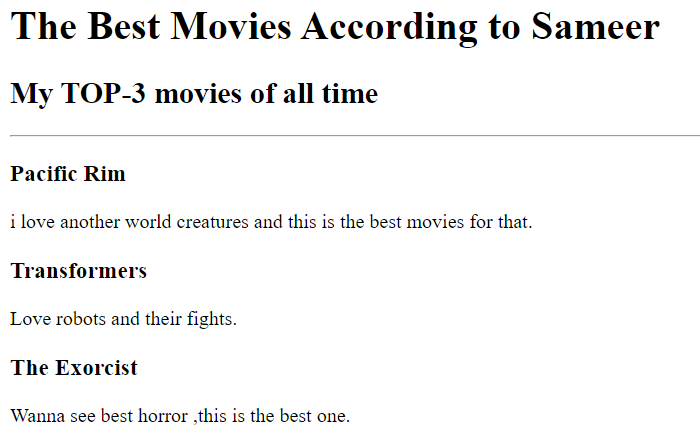 The Best Movies According to Sameer
My TOP-3 movies of all time
Pacific Rim
i love another world creatures and this is the best movies for that.
Transformers
Love robots and their fights.
The Exorcist
Wanna see best horror ,this is the best one.